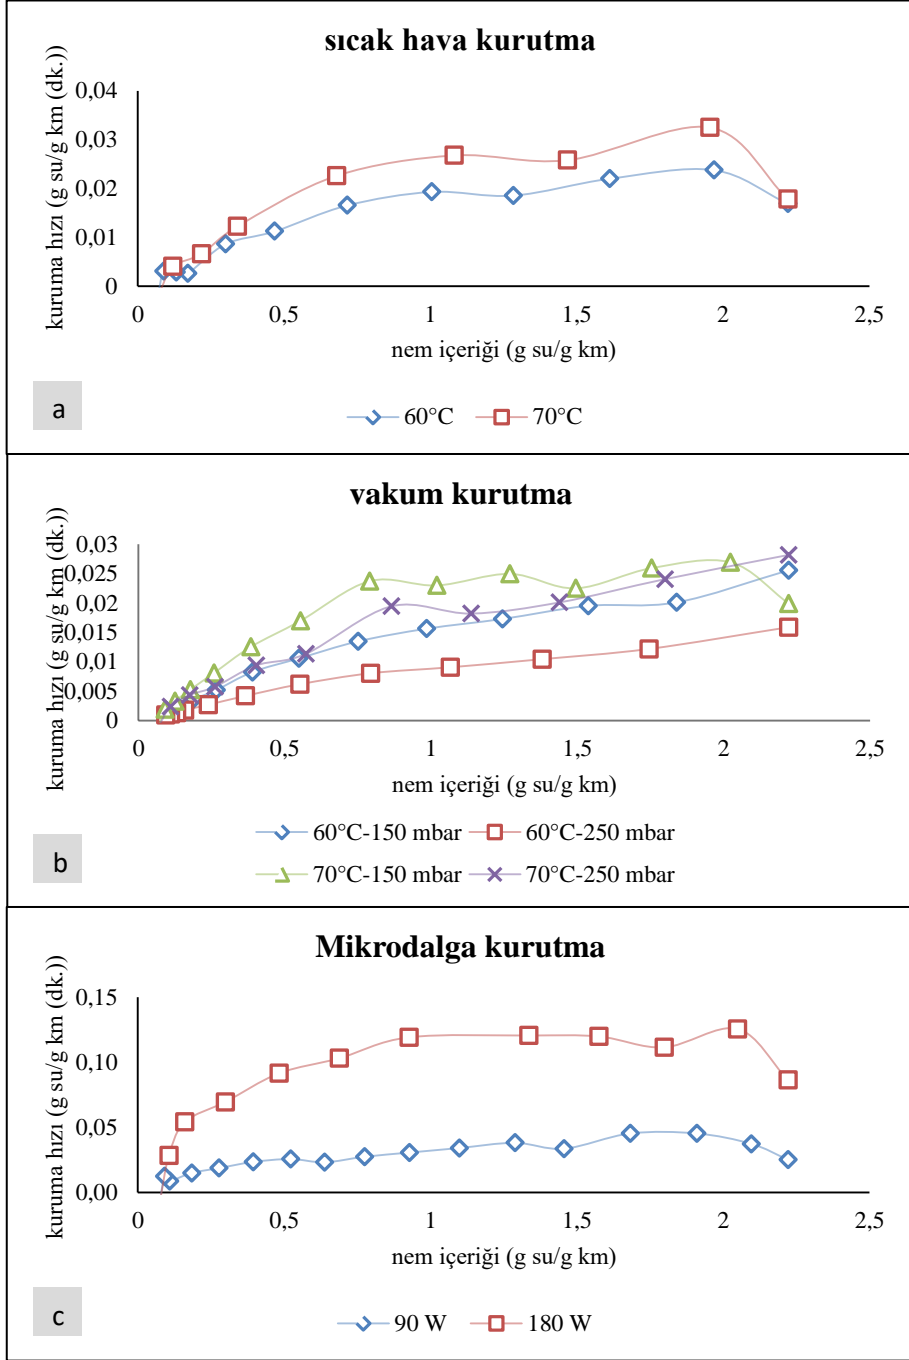 sıcak hava kurutma
kuruma hızı (g su/g km (dk.))
0,04
0,03
0,02
0,01
0
0 0,5 1 1,5 2 2,5
nem içeriği (g su/g km)
a
60°C 70°C
vakum kurutma
kuruma hızı (g su/g km (dk.))
0,03
0,025
0,02
0,015
0,01
0,005
0
0 0,5 1 1,5 2 2,5
nem içeriği (g su/g km)
60°C-150 mbar 60°C-250 mbar
70°C-150 mbar 70°C-250 mbar
b
Mikrodalga kurutma
kuruma hızı (g su/g km (dk.))
0,15
0,10
0,05
0,00
0 0,5 1 1,5 2 2,5
nem içeriği (g su/g km)
c
90 W 180 W